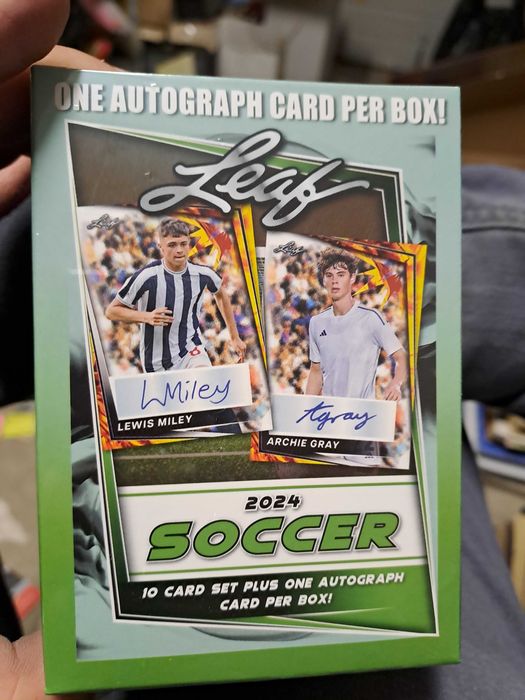 ONE AUTOGRAPH CARD PER BOX!
Leaf
Leaf
LMiley
LEWIS MILEY
Leaf
Agray
ARCHIE GRAY
2024
SOCCER
10 CARD SET PLUS ONE AUTOGRAPH
CARD PER BOX!